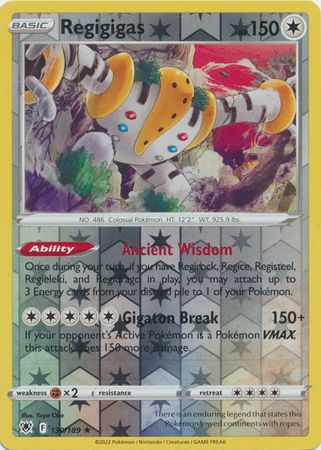 BASIC Regigigas HP 150
NO. 486 Colossal Pokémon HT: 12'2" WT: 925.9 lbs.
Ability Ancient Wisdom
Once during your turn, if you have Regirock, Regice, Registeel,
Regieleki, and Regidrago in play, you may attach up to
3 Energy cards from your discard pile to 1 of your Pokémon.
Gigaton Break 150+
If your opponent's Active Pokémon is a Pokémon VMAX,
this attack does 150 more damage.
weakness ×2 resistance retreat
Illus. Yuya Oka
F 130/189 ★
There is an enduring legend that states this
Pokémon towed continents with ropes.
©2022 Pokémon / Nintendo / Creatures / GAME FREAK